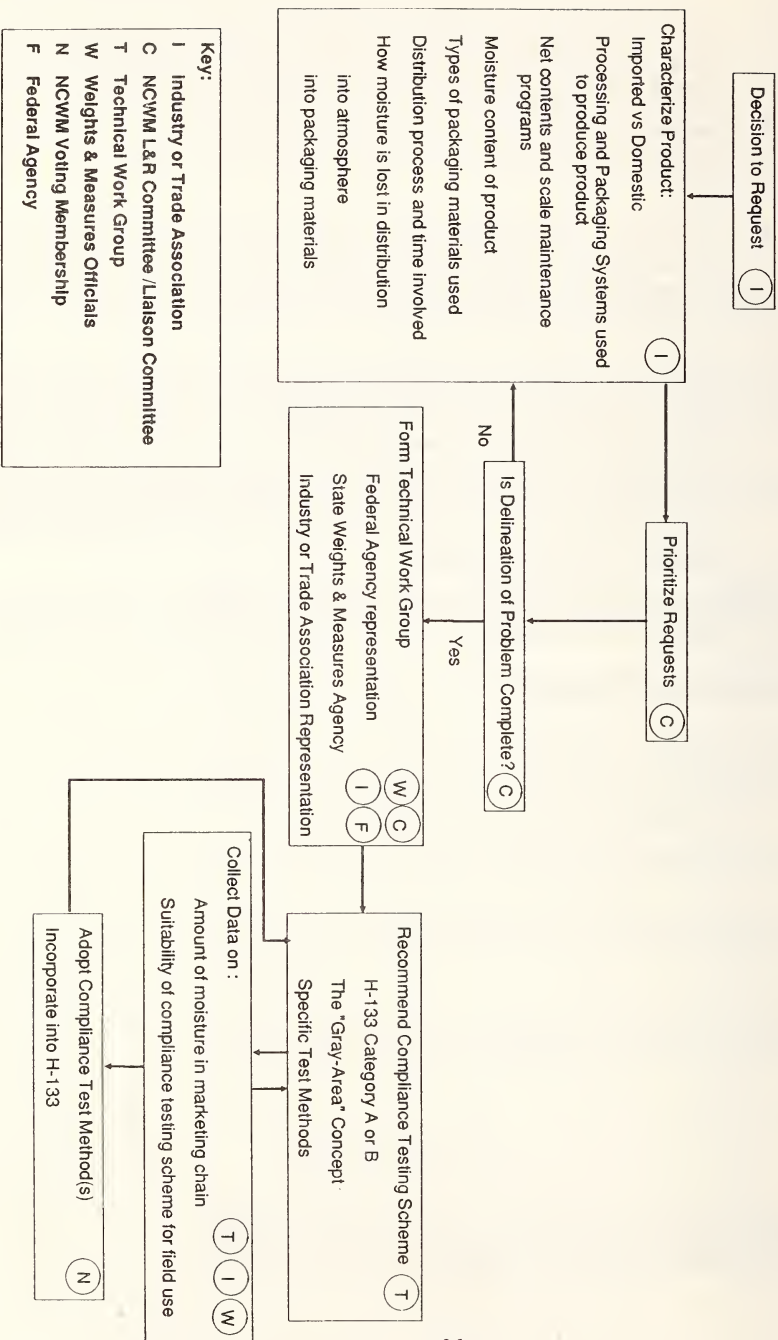 Decision to Request I
Characterize Product:
Imported vs Domestic
Processing and Packaging Systems used
to produce product
Net contents and scale maintenance
programs
Moisture content of product
Types of packaging materials used
Distribution process and time involved
How moisture is lost in distribution
into atmosphere
into packaging materials
I
Prioritize Requests C
Is Delineation of Problem Complete? C
No
Yes
Form Technical Work Group
Federal Agency representation
State Weights & Measures Agency
Industry or Trade Association Representation
W C
I F
Recommend Compliance Testing Scheme T
H-133 Category A or B
The "Gray-Area" Concept
Specific Test Methods
Collect Data on :
Amount of moisture in marketing chain
Suitability of compliance testing scheme for field use
T I W
Adopt Compliance Test Method(s)
Incorporate into H-133
N
Key:
I Industry or Trade Association
C NCWM L&R Committee /Liaison Committee
T Technical Work Group
W Weights & Measures Officials
N NCWM Voting Membership
F Federal Agency